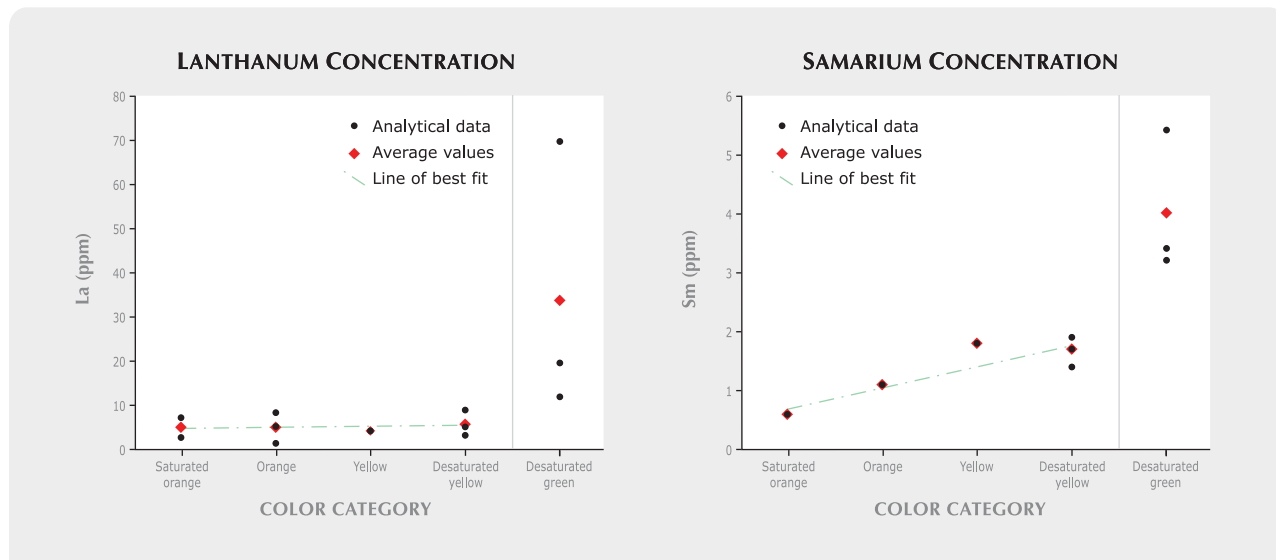 LANTHANUM CONCENTRATION
80
70
60
50
40
30
20
10
0
La (ppm)
Analytical data
Average values
Line of best fit
Saturated
orange
Orange
Yellow
Desaturated
yellow
Desaturated
green
COLOR CATEGORY
SAMARIUM CONCENTRATION
6
5
4
3
2
1
0
Sm (ppm)
Analytical data
Average values
Line of best fit
Saturated
orange
Orange
Yellow
Desaturated
yellow
Desaturated
green
COLOR CATEGORY